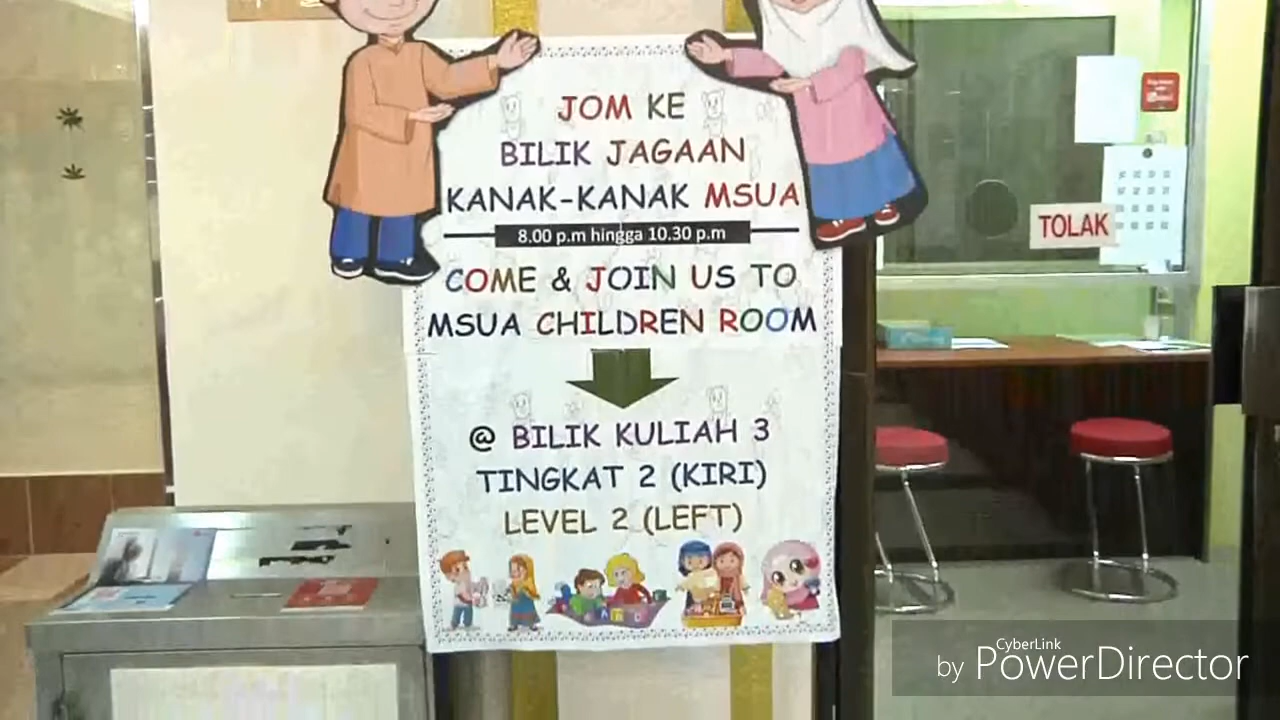 JOM KE
BILIK JAGAAN
KANAK-KANAK MSUA
8.00 p.m hingga 10.30 p.m
COME & JOIN US TO
MSUA CHILDREN ROOM
@ BILIK KULIAH 3
TINGKAT 2 (KIRI)
LEVEL 2 (LEFT)
TOLAK
by CyberLink PowerDirector